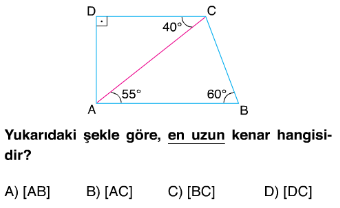 D C
40°
55° 60°
A B
Yukarıdaki şekle göre, en uzun kenar hangisi-
dir?
A) [AB] B) [AC] C) [BC] D) [DC]